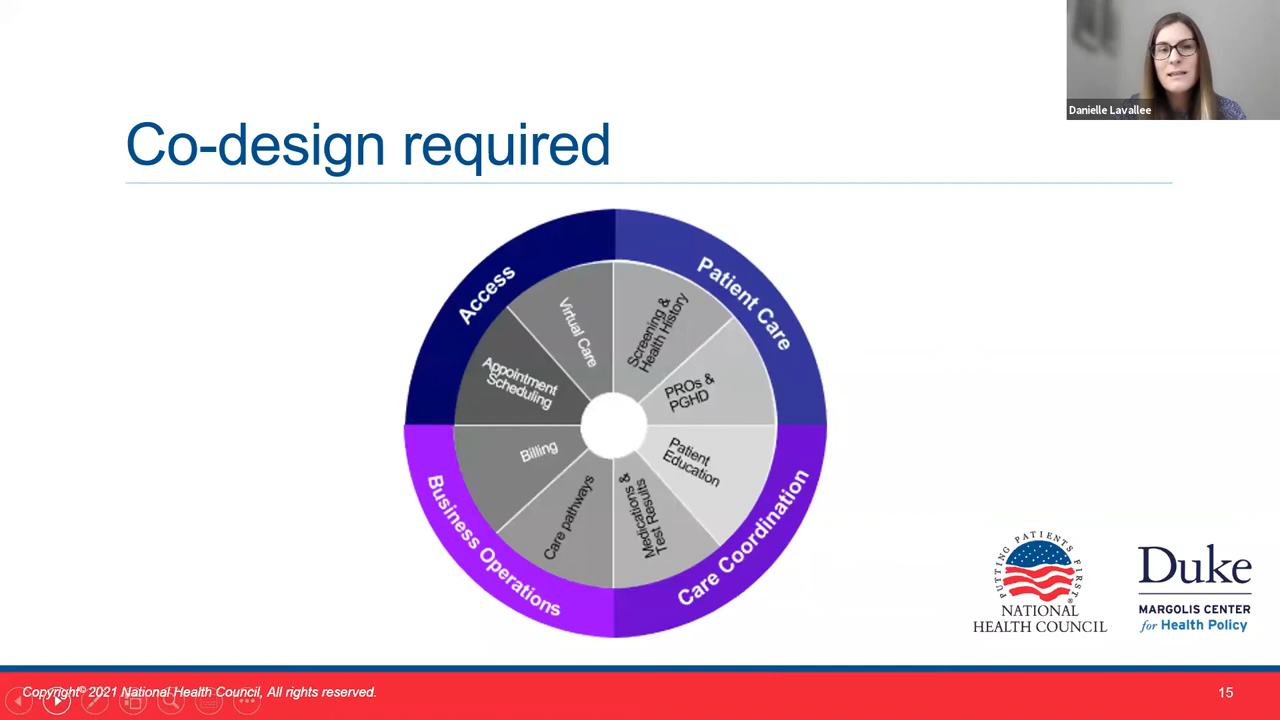 Danielle Lavallee
Co-design required
Access
Patient Care
Virtual Care
Screening &
Health History
Appointment
Scheduling
PROs &
PGHD
Billing
Patient
Education
Care pathways
Medications &
Test Results
Business Operations
Care Coordination
PUTTING PATIENTS FIRST®
NATIONAL
HEALTH COUNCIL
Duke
MARGOLIS CENTER
for Health Policy
Copyright© 2021 National Health Council, All rights reserved.
15